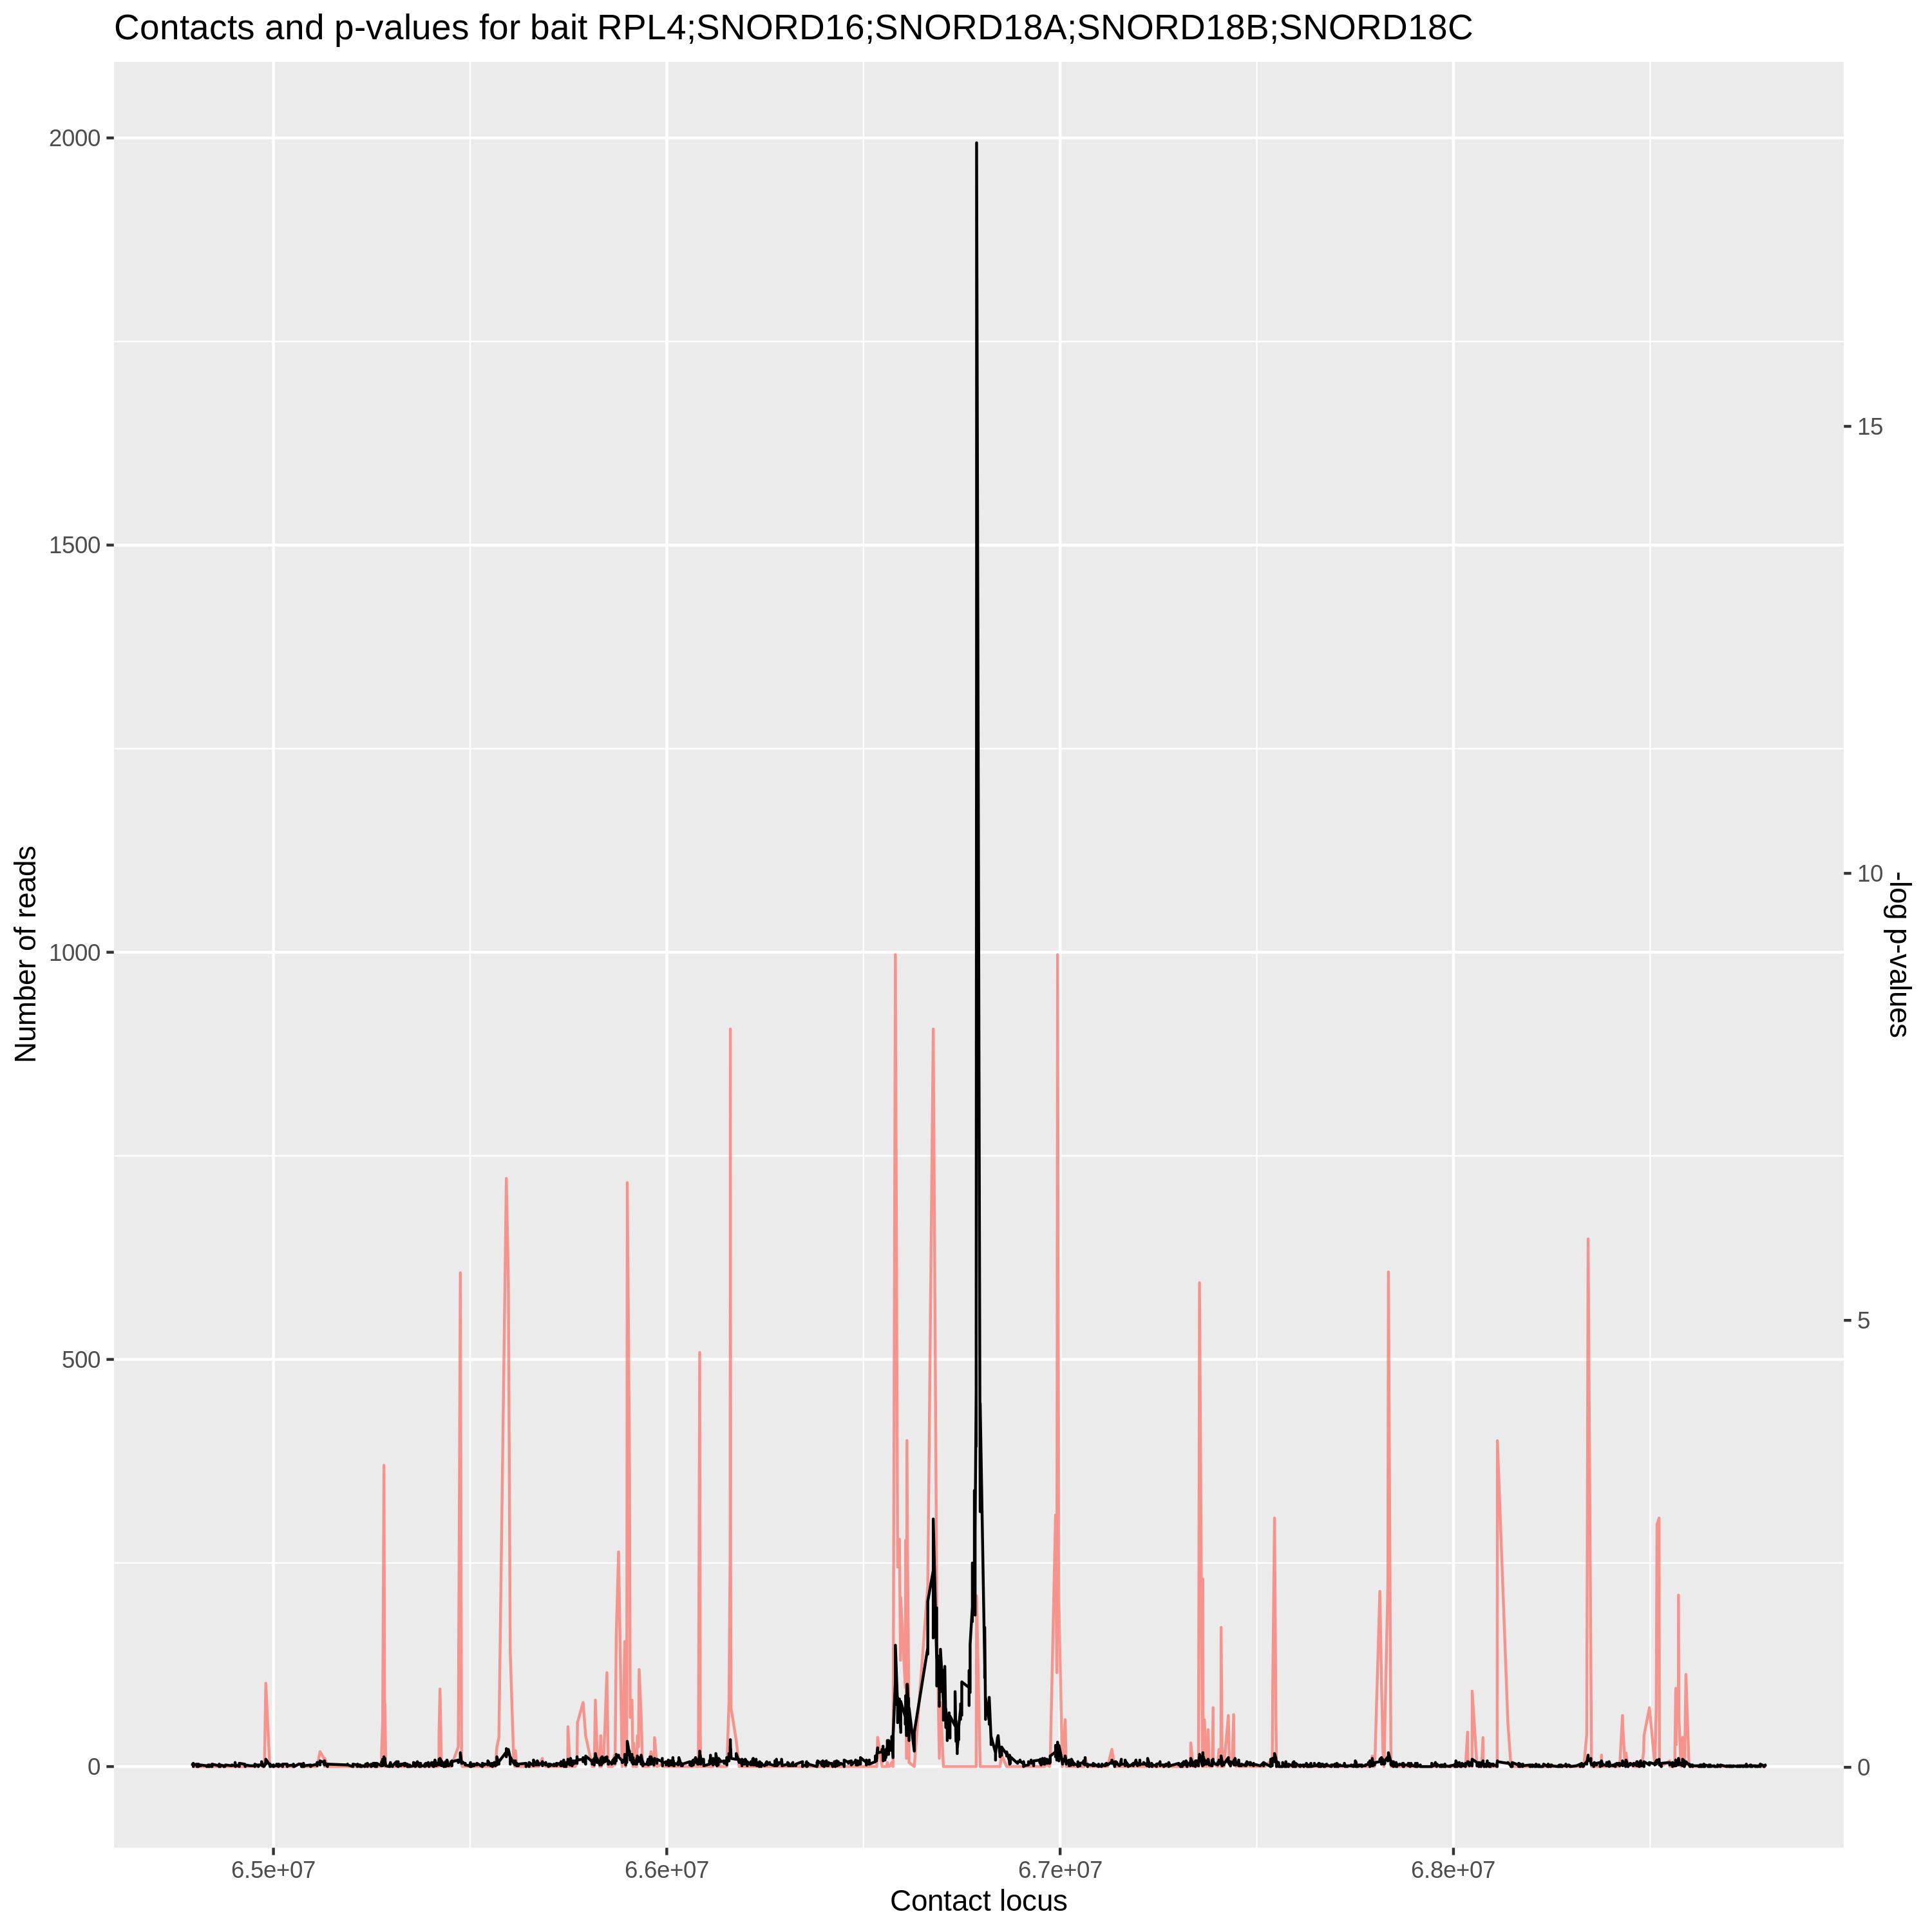 Contacts and p-values for bait RPL4;SNORD16;SNORD18A;SNORD18B;SNORD18C
2000
1500
1000
500
0
Number of reads
15
10
5
0
-log p-values
6.5e+07 6.6e+07 6.7e+07 6.8e+07
Contact locus